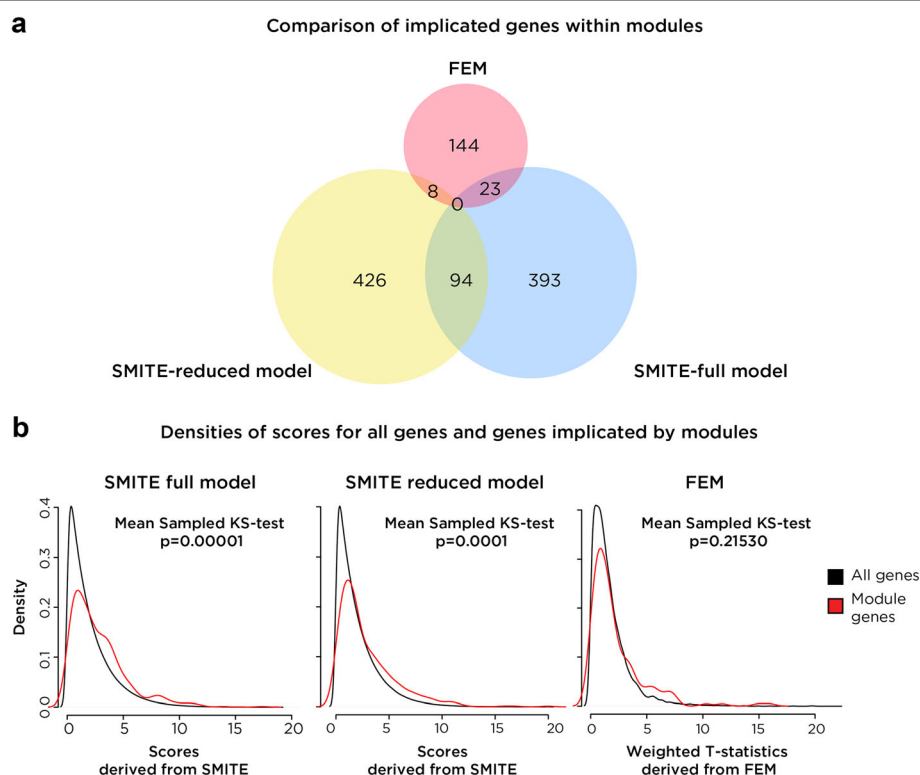 a
Comparison of implicated genes within modules
FEM
144
8
23
0
426
94
393
SMITE-reduced model
SMITE-full model
b
Densities of scores for all genes and genes implicated by modules
SMITE full model
SMITE reduced model
FEM
Mean Sampled KS-test
p=0.00001
Mean Sampled KS-test
p=0.0001
Mean Sampled KS-test
p=0.21530
Density
0.4
0.3
0.2
0.1
0.0
All genes
Module
genes
0 5 10 15 20
0 5 10 15 20
0 5 10 15 20
Scores
derived from SMITE
Scores
derived from SMITE
Weighted T-statistics
derived from FEM